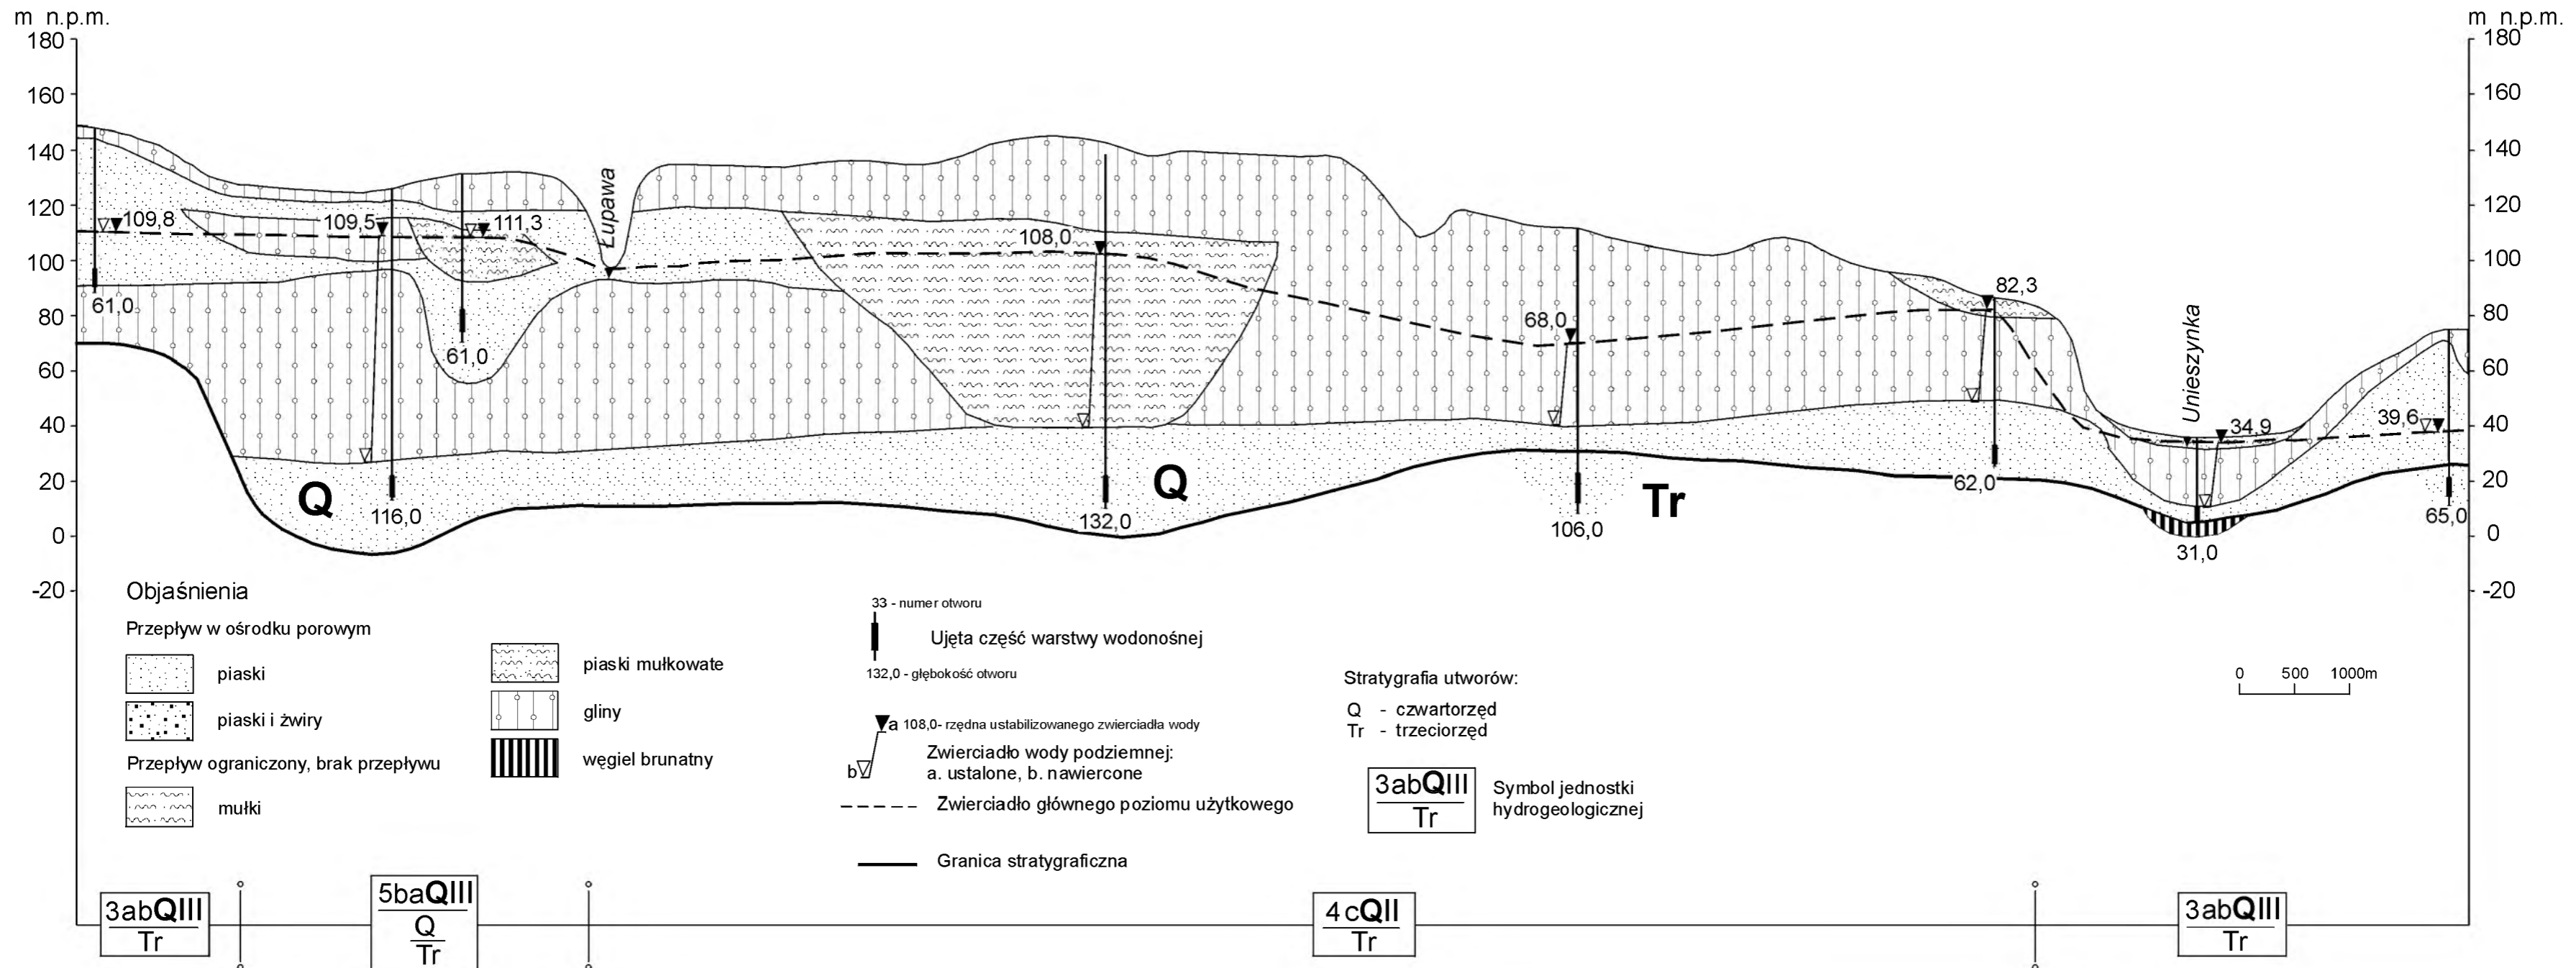 m n.p.m.
m n.p.m.
180
160
140
120
100
80
60
40
20
0
-20
180
160
140
120
100
80
60
40
20
0
-20
109,8
61,0
109,5
116,0
111,3
61,0
Łupawa
108,0
132,0
68,0
106,0
82,3
62,0
Unieszynka
34,9
31,0
39,6
65,0
Q
Q
Tr
Objaśnienia
Przepływ w ośrodku porowym
piaski
piaski i żwiry
Przepływ ograniczony, brak przepływu
mułki
piaski mułkowate
gliny
węgiel brunatny
33 - numer otworu
Ujęta część warstwy wodonośnej
132,0 - głębokość otworu
a 108,0- rzędna ustabilizowanego zwierciadła wody
Zwierciadło wody podziemnej:
b
a. ustalone, b. nawiercone
Zwierciadło głównego poziomu użytkowego
Granica stratygraficzna
Stratygrafia utworów:
Q - czwartorzęd
Tr - trzeciorzęd
3abQIII
Tr
Symbol jednostki
hydrogeologicznej
0 500 1000m
3abQIII
Tr
5baQIII
Q
Tr
4cQII
Tr
3abQIII
Tr